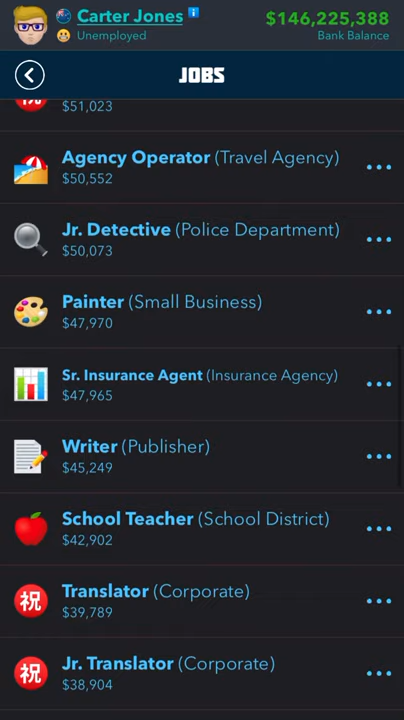 Carter Jones
$146,225,388
Unemployed
Bank Balance
JOBS
$51,023
Agency Operator (Travel Agency)
$50,552
Jr. Detective (Police Department)
$50,073
Painter (Small Business)
$47,970
Sr. Insurance Agent (Insurance Agency)
$47,965
Writer (Publisher)
$45,249
School Teacher (School District)
$42,902
祝
Translator (Corporate)
$39,789
祝
Jr. Translator (Corporate)
$38,904